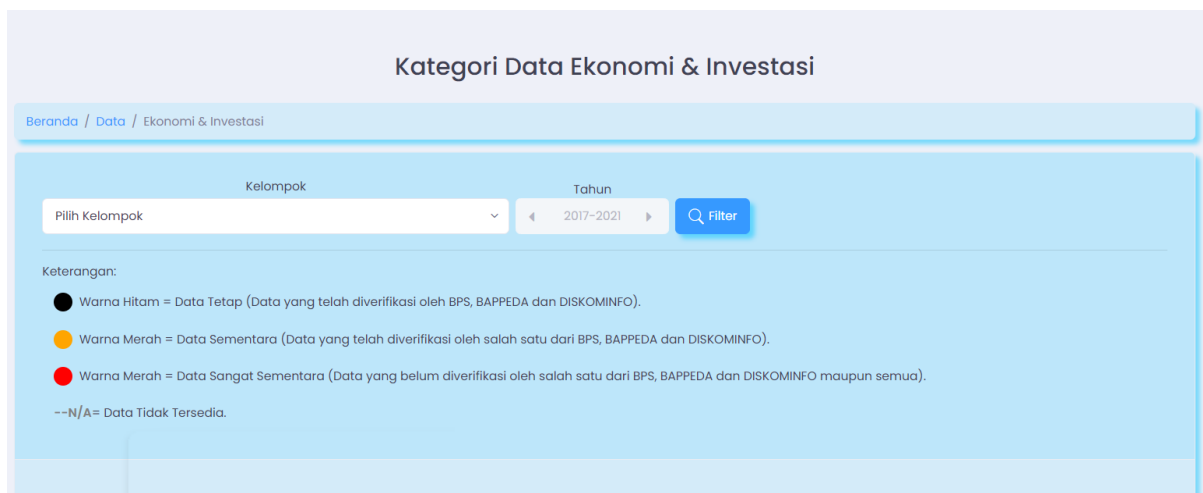 Kategori Data Ekonomi & Investasi
Beranda / Data / Ekonomi & Investasi
Kelompok
Tahun
Pilih Kelompok
2017-2021
Filter
Keterangan:
Warna Hitam = Data Tetap (Data yang telah diverifikasi oleh BPS, BAPPEDA dan DISKOMINFO).
Warna Merah = Data Sementara (Data yang telah diverifikasi oleh salah satu dari BPS, BAPPEDA dan DISKOMINFO).
Warna Merah = Data Sangat Sementara (Data yang belum diverifikasi oleh salah satu dari BPS, BAPPEDA dan DISKOMINFO maupun semua).
--N/A= Data Tidak Tersedia.